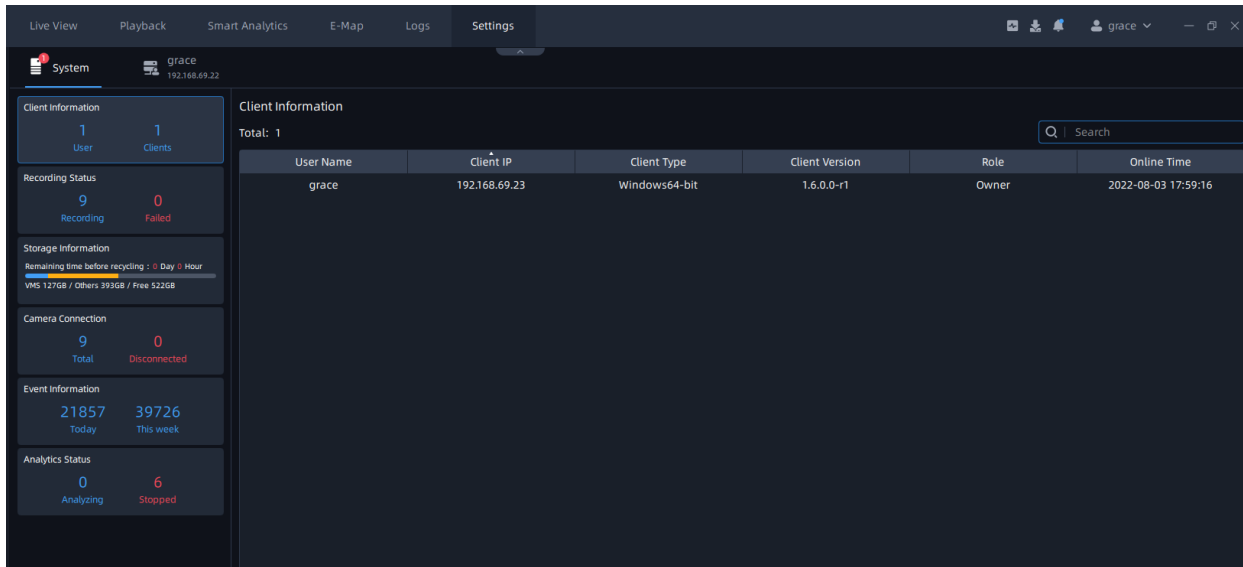 Live View Playback Smart Analytics E-Map Logs Settings grace
1
System
grace
192.168.69.22
Client Information
1 1
User Clients
Recording Status
9 0
Recording Failed
Storage Information
Remaining time before recycling : 0 Day 0 Hour
VMS 127GB / Others 393GB / Free 522GB
Camera Connection
9 0
Total Disconnected
Event Information
21857 39726
Today This week
Analytics Status
0 6
Analyzing Stopped
Client Information
Total: 1
Search
User Name Client IP Client Type Client Version Role Online Time
grace 192.168.69.23 Windows64-bit 1.6.0.0-r1 Owner 2022-08-03 17:59:16